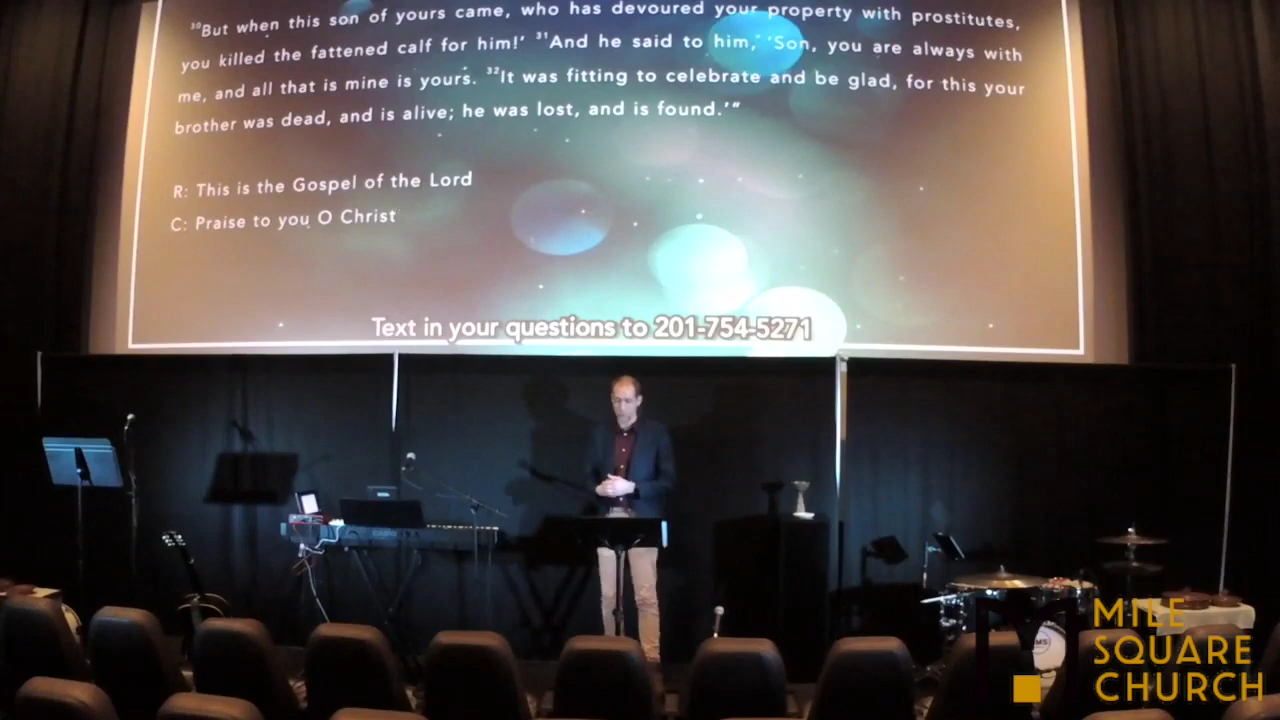 ³⁰But when this son of yours came, who has devoured your property with prostitutes,
you killed the fattened calf for him!’ ³¹And he said to him, ‘Son, you are always with
me, and all that is mine is yours. ³²It was fitting to celebrate and be glad, for this your
brother was dead, and is alive; he was lost, and is found.’”
R: This is the Gospel of the Lord
C: Praise to you O Christ
Text in your questions to 201-754-5271
MILE
SQUARE
CHURCH